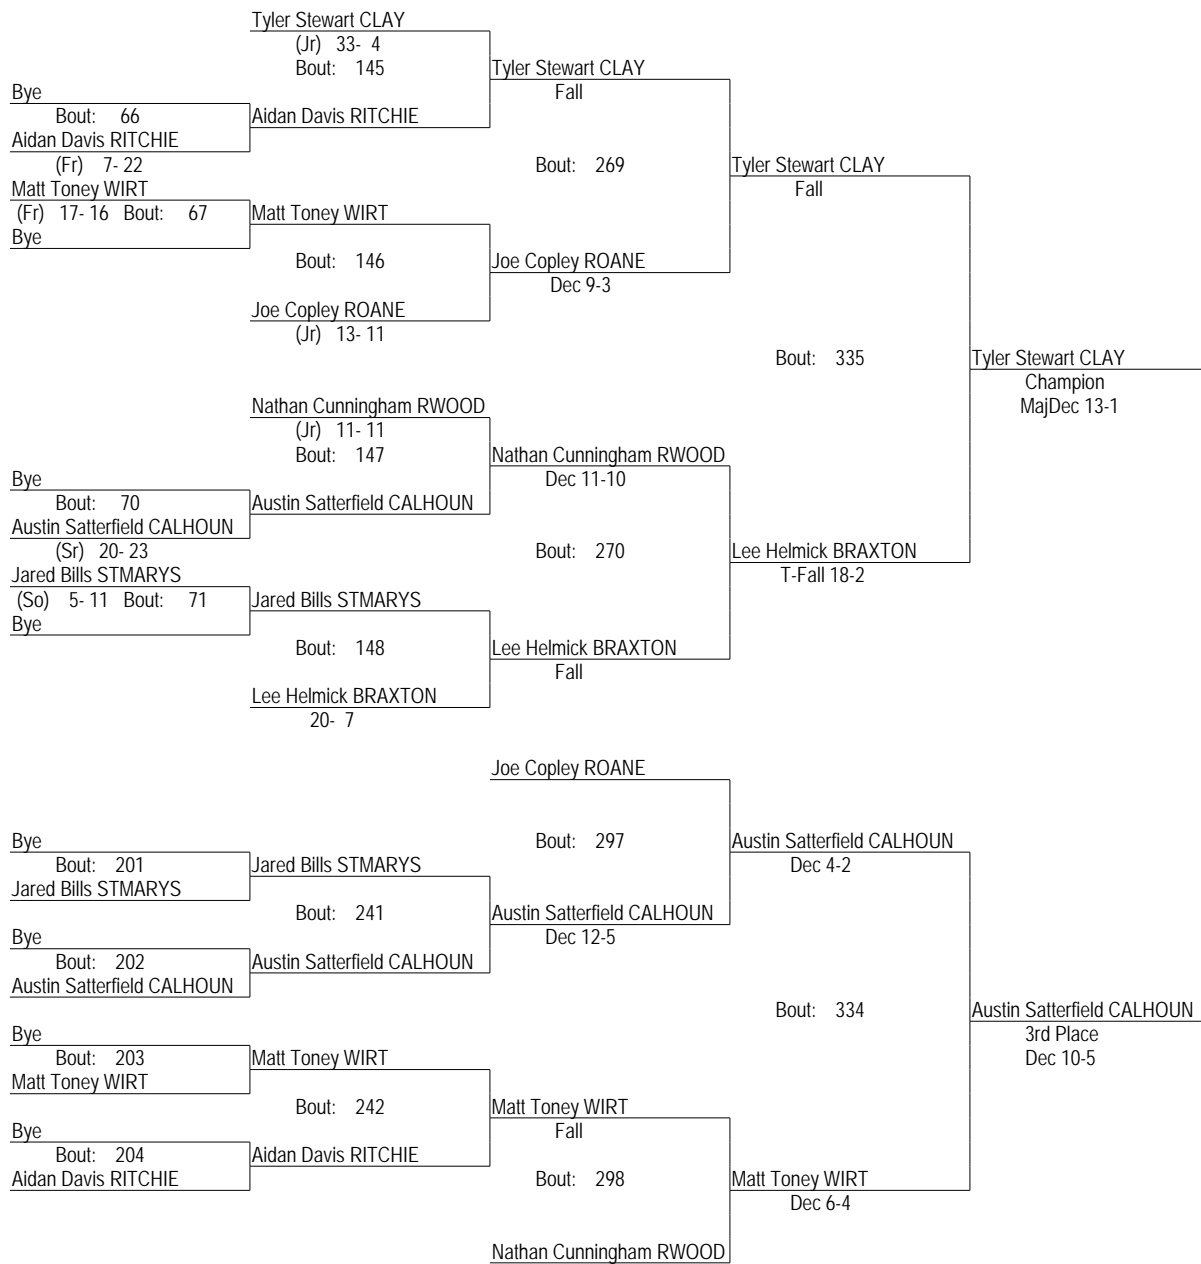 Tyler Stewart CLAY
(Jr) 33- 4
Bout: 145
Tyler Stewart CLAY
Fall
Bye
Bout: 66
Aidan Davis RITCHIE
Aidan Davis RITCHIE
(Fr) 7- 22
Bout: 269
Tyler Stewart CLAY
Fall
Matt Toney WIRT
(Fr) 17- 16 Bout: 67
Matt Toney WIRT
Bye
Bout: 146
Joe Copley ROANE
Dec 9-3
Joe Copley ROANE
(Jr) 13- 11
Bout: 335
Tyler Stewart CLAY
Champion
MajDec 13-1
Nathan Cunningham RWOOD
(Jr) 11- 11
Bout: 147
Nathan Cunningham RWOOD
Dec 11-10
Bye
Bout: 70
Austin Satterfield CALHOUN
Austin Satterfield CALHOUN
(Sr) 20- 23
Bout: 270
Lee Helmick BRAXTON
T-Fall 18-2
Jared Bills STMARYS
(So) 5- 11 Bout: 71
Jared Bills STMARYS
Bye
Bout: 148
Lee Helmick BRAXTON
Fall
Lee Helmick BRAXTON
20- 7
Joe Copley ROANE
Bout: 297
Austin Satterfield CALHOUN
Dec 4-2
Bye
Bout: 201
Jared Bills STMARYS
Jared Bills STMARYS
Bout: 241
Austin Satterfield CALHOUN
Dec 12-5
Bye
Bout: 202
Austin Satterfield CALHOUN
Austin Satterfield CALHOUN
Bout: 334
Austin Satterfield CALHOUN
3rd Place
Dec 10-5
Bye
Bout: 203
Matt Toney WIRT
Matt Toney WIRT
Bout: 242
Matt Toney WIRT
Fall
Bye
Bout: 204
Aidan Davis RITCHIE
Aidan Davis RITCHIE
Bout: 298
Matt Toney WIRT
Dec 6-4
Nathan Cunningham RWOOD